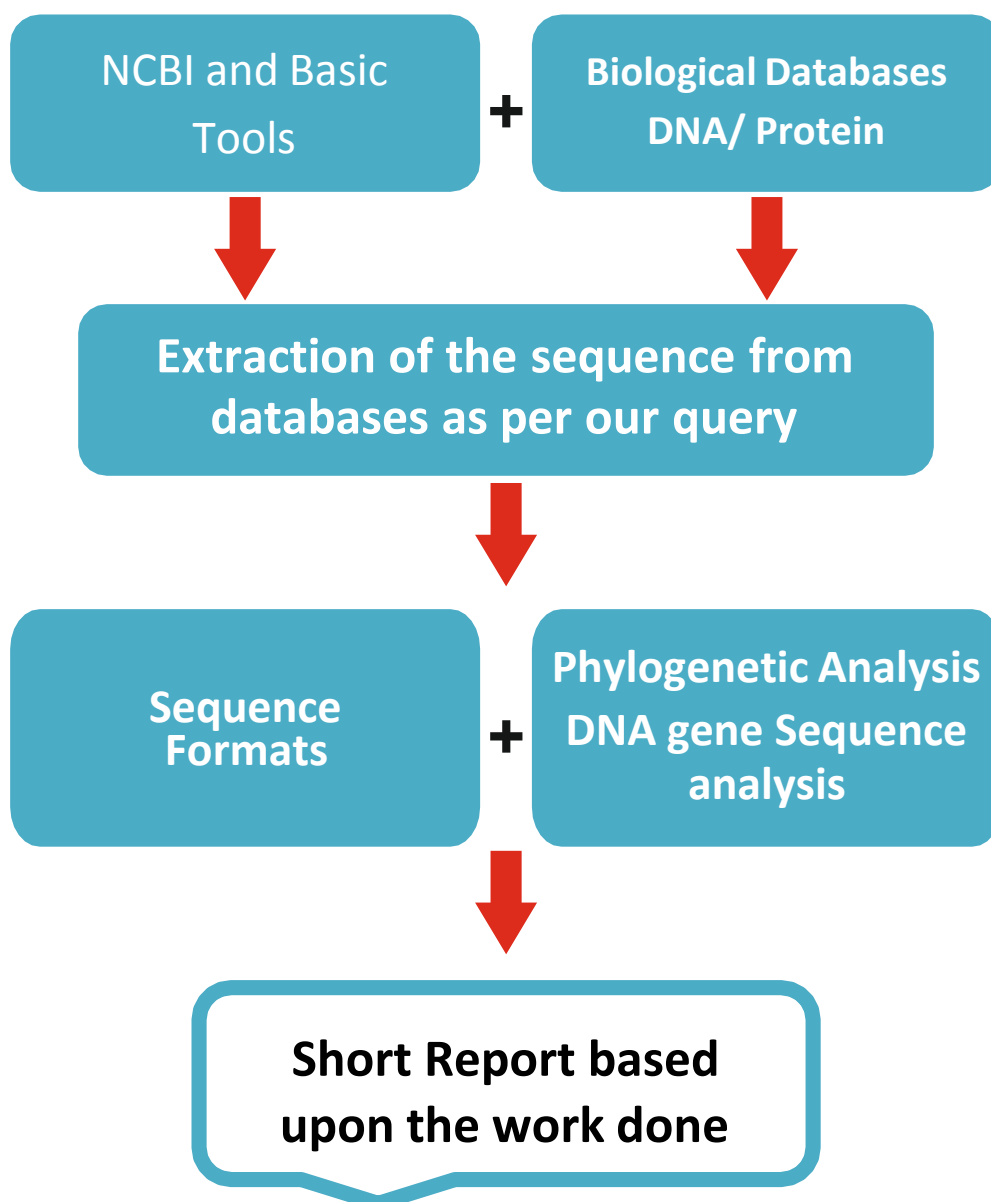 NCBI and Basic
Tools
+
Biological Databases
DNA/ Protein
Extraction of the sequence from
databases as per our query
Sequence
Formats
+
Phylogenetic Analysis
DNA gene Sequence
analysis
Short Report based
upon the work done